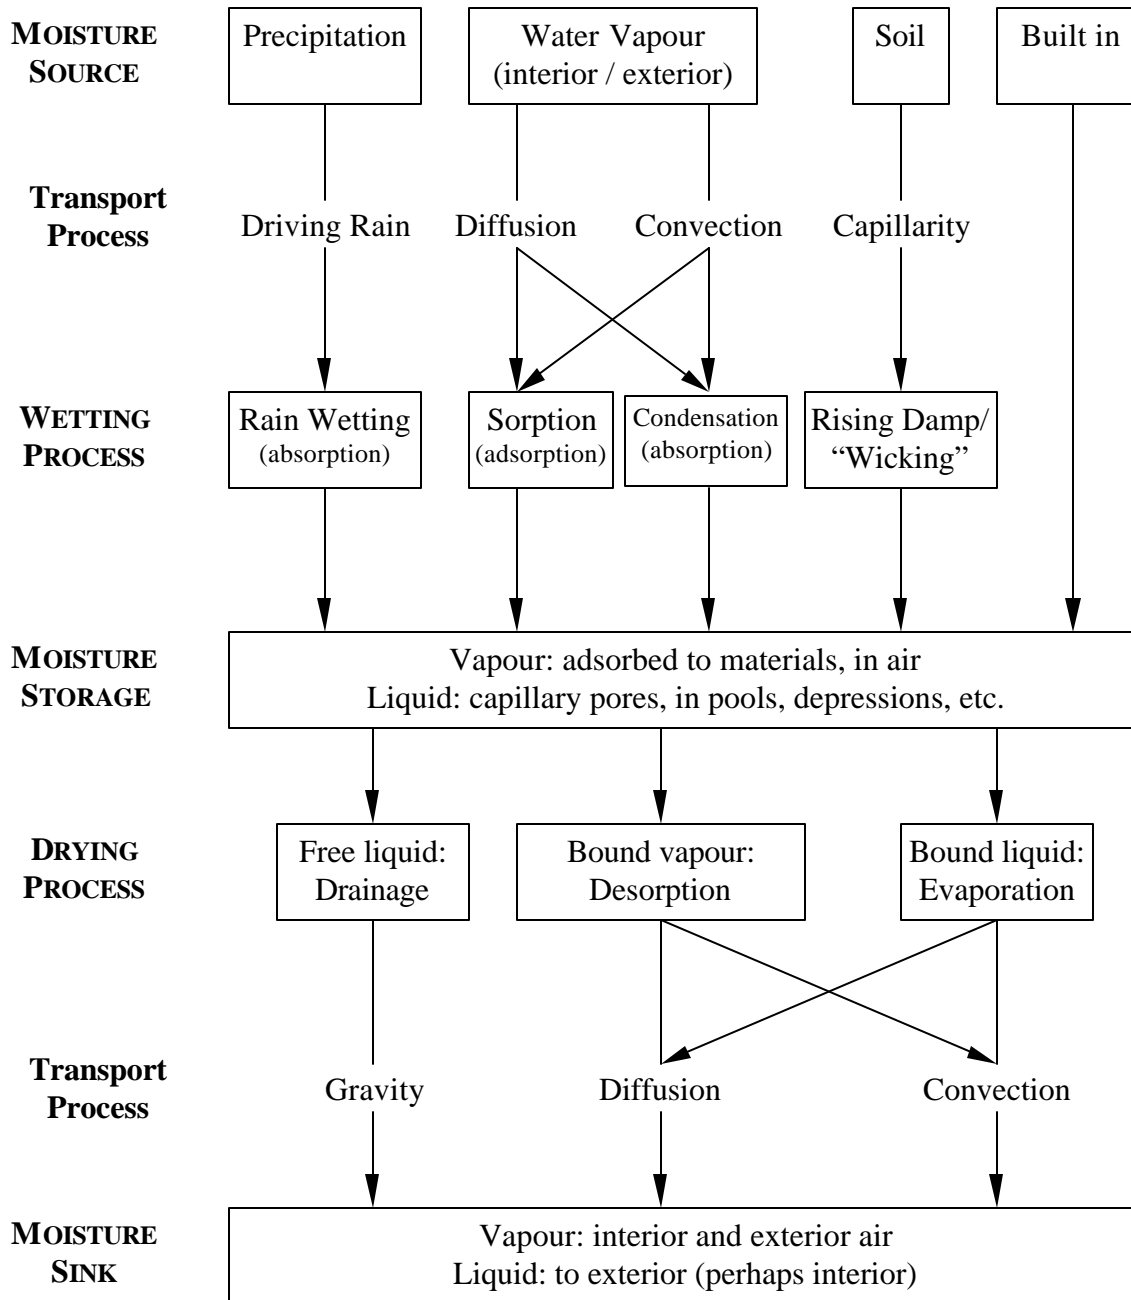 MOISTURE
SOURCE
Precipitation
Water Vapour
(interior / exterior)
Soil
Built in
Transport
Process
Driving Rain
Diffusion
Convection
Capillarity
WETTING
PROCESS
Rain Wetting
(absorption)
Sorption
(adsorption)
Condensation
(absorption)
Rising Damp/
“Wicking”
MOISTURE
STORAGE
Vapour: adsorbed to materials, in air
Liquid: capillary pores, in pools, depressions, etc.
DRYING
PROCESS
Free liquid:
Drainage
Bound vapour:
Desorption
Bound liquid:
Evaporation
Transport
Process
Gravity
Diffusion
Convection
MOISTURE
SINK
Vapour: interior and exterior air
Liquid: to exterior (perhaps interior)